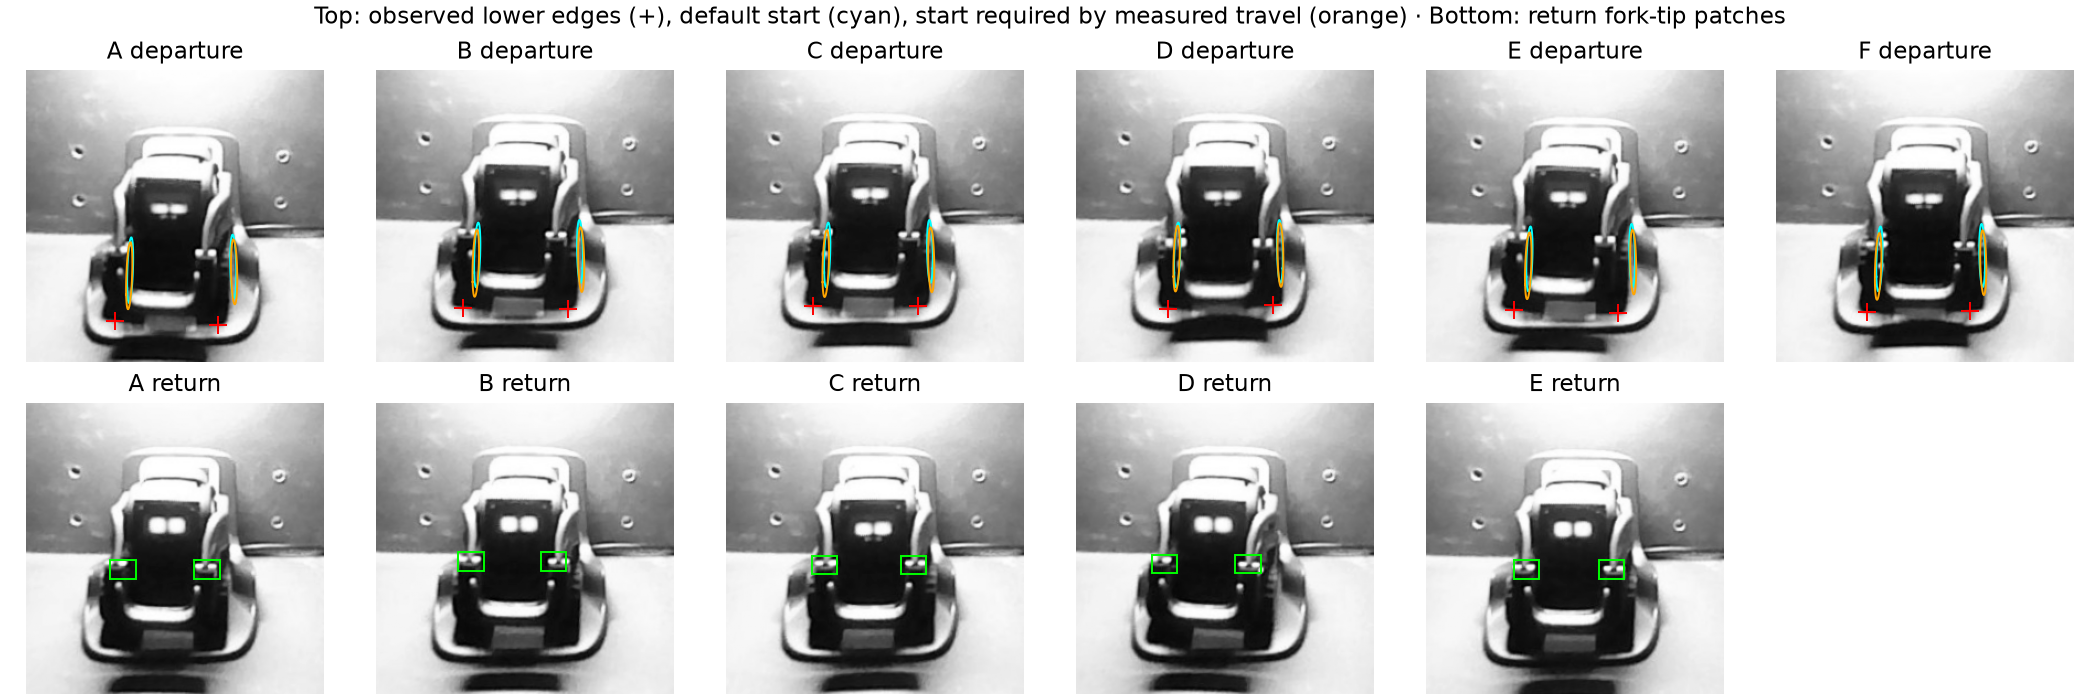 Top: observed lower edges (+), default start (cyan), start required by measured travel (orange) · Bottom: return fork-tip patches
A departure
B departure
C departure
D departure
E departure
F departure
A return
B return
C return
D return
E return